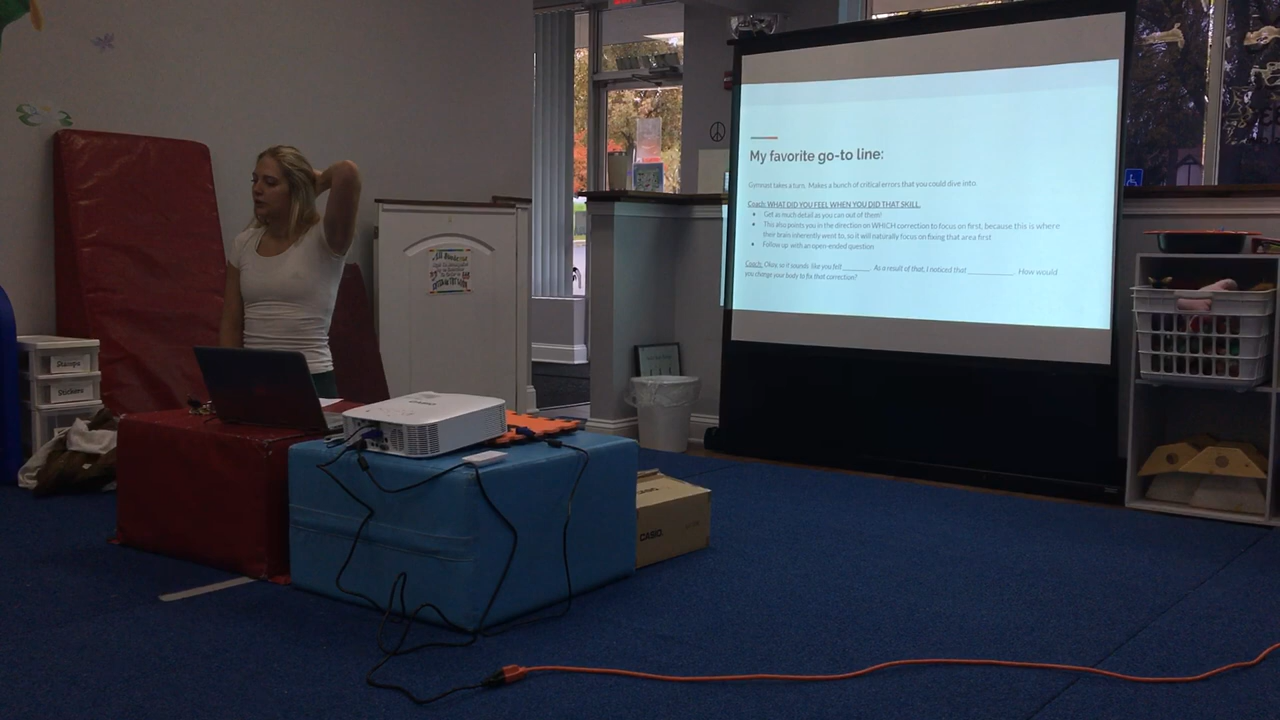 My favorite go-to line:
Gymnast takes a turn. Makes a bunch of critical errors that you could dive into.
Coach: WHAT DID YOU FEEL WHEN YOU DID THAT SKILL.
Get as much detail as you can out of them!
This also points you in the direction on WHICH correction to focus on first, because this is where
their brain inherently went to, so it will naturally focus on fixing that area first
Follow up with an open-ended question
Coach: Okay, so it sounds like you felt ________. As a result of that, I noticed that ____________. How would
you change your body to fix that correction?
Stamps
Stickers
CASIO
CASIO